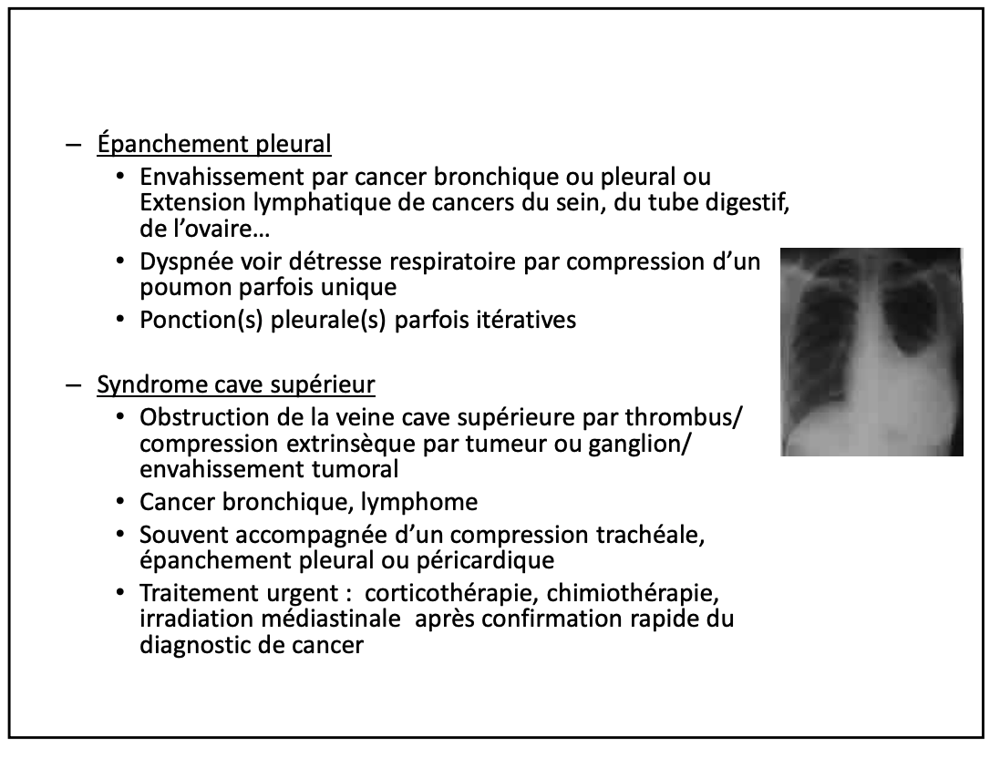 – Épanchement pleural
• Envahissement par cancer bronchique ou pleural ou
Extension lymphatique de cancers du sein, du tube digestif,
de l’ovaire…
• Dyspnée voir détresse respiratoire par compression d’un
poumon parfois unique
• Ponction(s) pleurale(s) parfois itératives
– Syndrome cave supérieur
• Obstruction de la veine cave supérieure par thrombus/
compression extrinsèque par tumeur ou ganglion/
envahissement tumoral
• Cancer bronchique, lymphome
• Souvent accompagnée d’un compression trachéale,
épanchement pleural ou péricardique
• Traitement urgent :  corticothérapie, chimiothérapie,
irradiation médiastinale  après confirmation rapide du
diagnostic de cancer